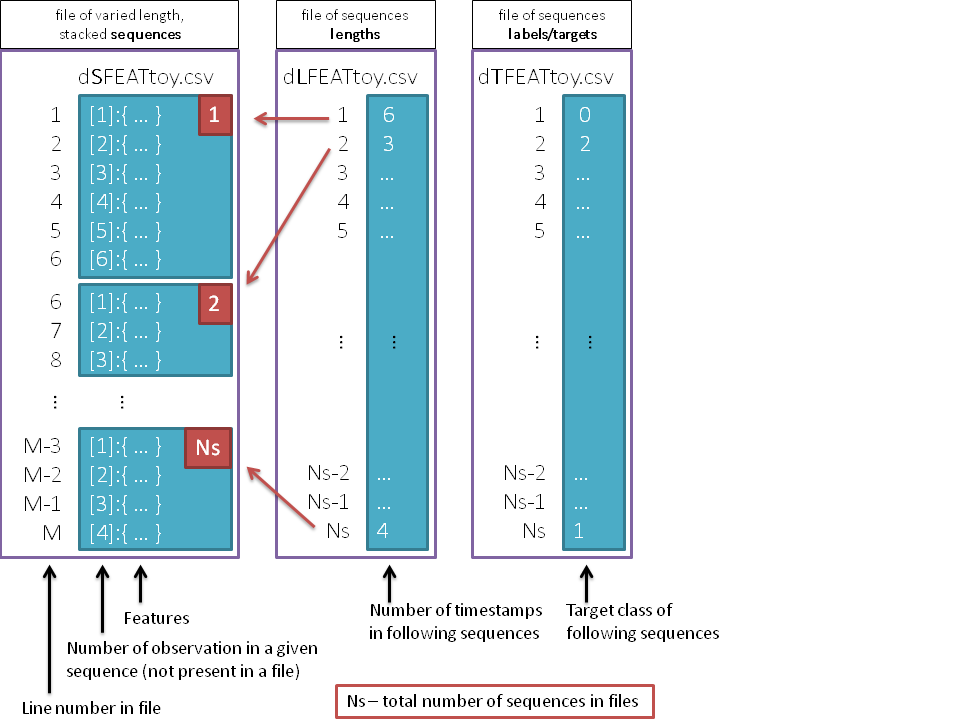 file of varied length,
stacked sequences
dSFEATtoy.csv
1 [1]:{ ... } 1
2 [2]:{ ... }
3 [3]:{ ... }
4 [4]:{ ... }
5 [5]:{ ... }
6 [6]:{ ... }
6 [1]:{ ... } 2
7 [2]:{ ... }
8 [3]:{ ... }
... ...
M-3 [1]:{ ... } Ns
M-2 [2]:{ ... }
M-1 [3]:{ ... }
M [4]:{ ... }
Features
Number of observation in a given
sequence (not present in a file)
Line number in file
file of sequences
lengths
dLFEATtoy.csv
1 6
2 3
3 ...
4 ...
5 ...
... ...
Ns-2 ...
Ns-1 ...
Ns 4
Number of timestamps
in following sequences
file of sequences
labels/targets
dTFEATtoy.csv
1 0
2 2
3 ...
4 ...
5 ...
... ...
Ns-2 ...
Ns-1 ...
Ns 1
Target class of
following sequences
Ns – total number of sequences in files